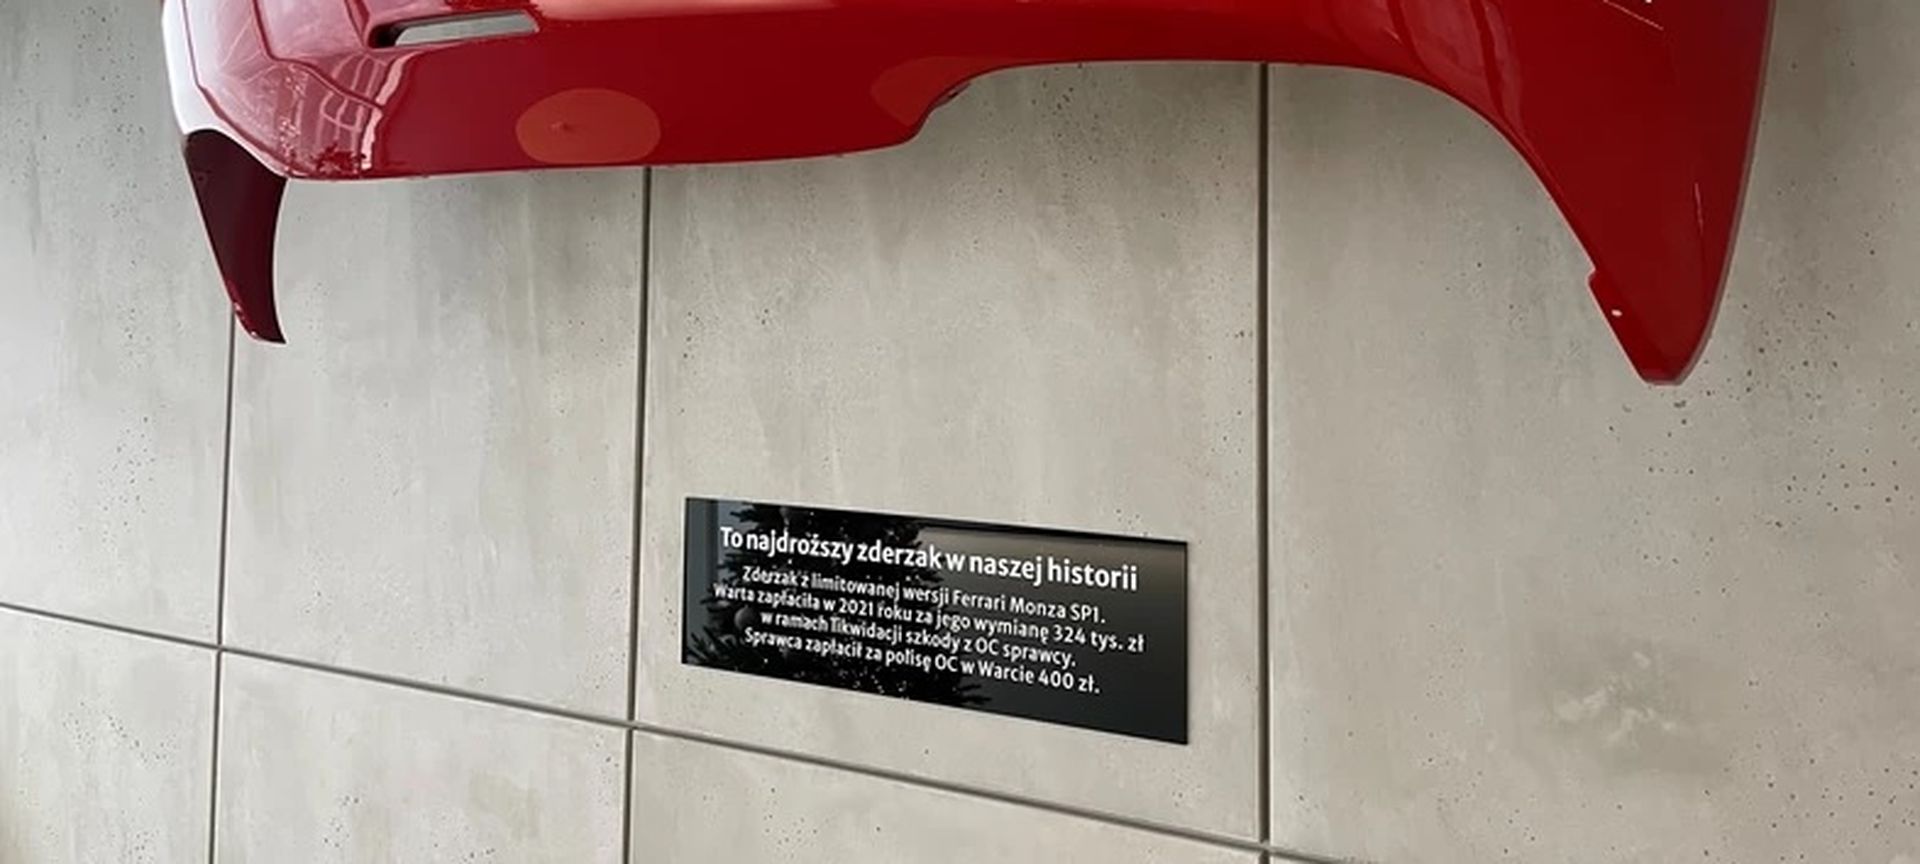 To najdroższy zderzak w naszej historii
Zderzak z limitowanej wersji Ferrari Monza SP1.
Warta zapłaciła w 2021 roku za jego wymianę 324 tys. zł
w ramach likwidacji szkody z OC sprawcy.
Sprawca zapłacił za polisę OC w Warcie 400 zł.